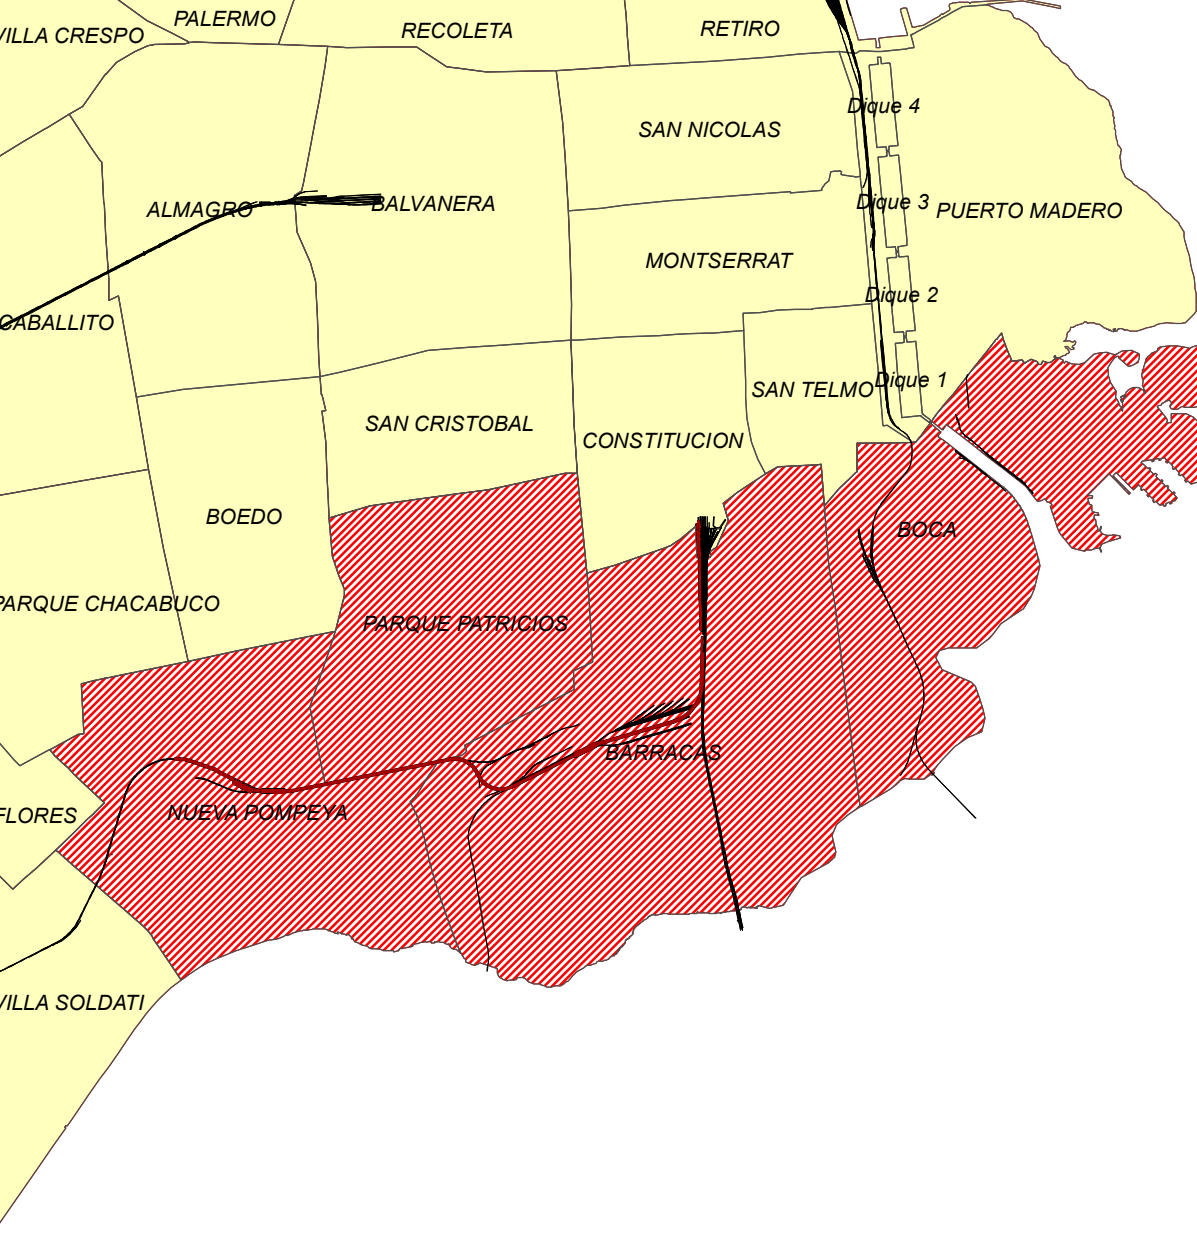 PALERMO
VILLA CRESPO
RECOLETA
RETIRO
Dique 4
SAN NICOLAS
ALMAGRO
BALVANERA
Dique 3
PUERTO MADERO
MONTSERRAT
Dique 2
CABALLITO
Dique 1
SAN TELMO
SAN CRISTOBAL
CONSTITUCION
BOEDO
BOCA
PARQUE CHACABUCO
PARQUE PATRICIOS
BARRACAS
FLORES
NUEVA POMPEYA
VILLA SOLDATI